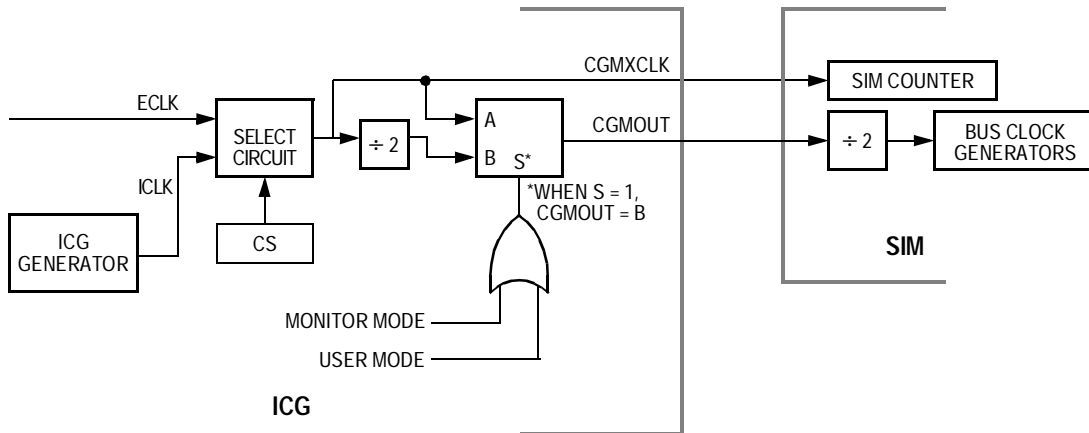 CGMXCLK
SIM COUNTER
ECLK
SELECT
CIRCUIT
÷ 2
A
B
S*
CGMOUT
÷ 2
BUS CLOCK
GENERATORS
*WHEN S = 1,
CGMOUT = B
ICLK
ICG
GENERATOR
CS
SIM
MONITOR MODE
USER MODE
ICG